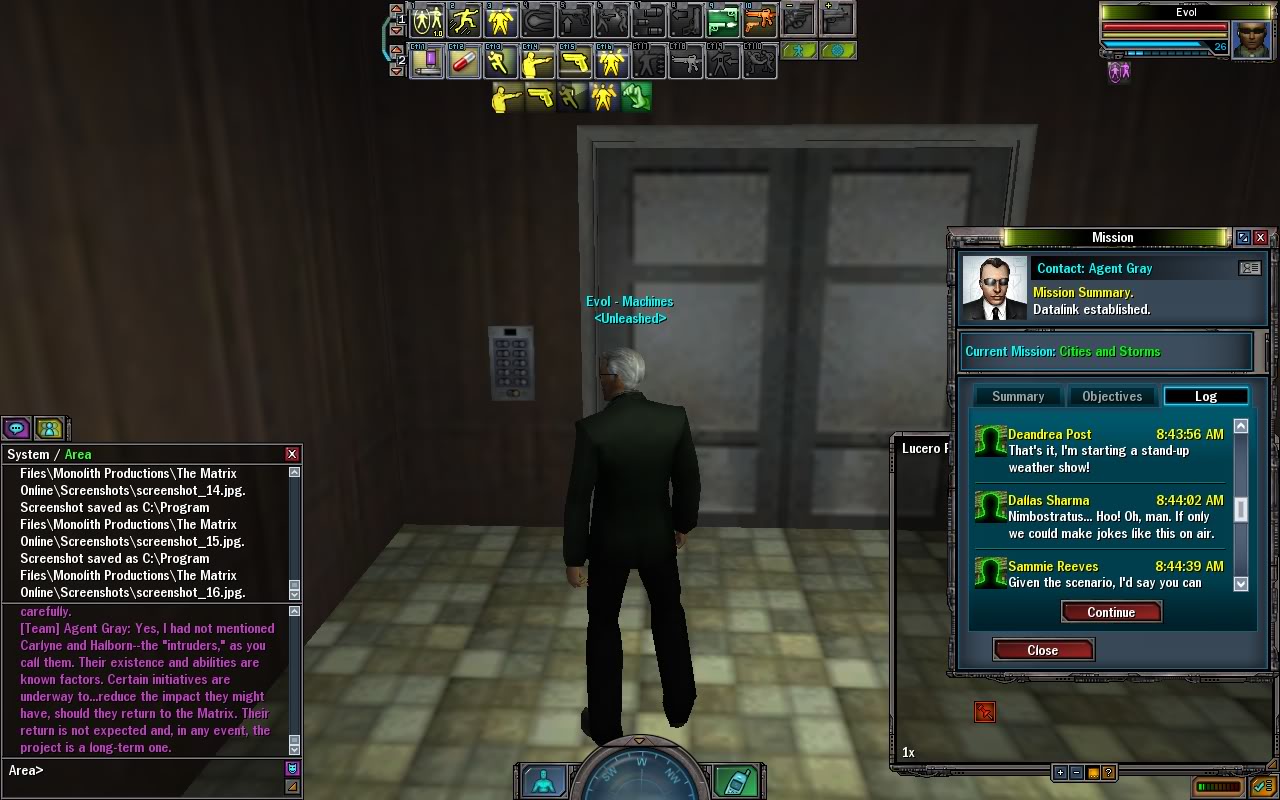 1
2
1.0
Evol
26
Evol - Machines
<Unleashed>
Mission
Contact: Agent Gray
Mission Summary.
Datalink established.
Current Mission: Cities and Storms
Summary
Objectives
Log
Deandrea Post 8:43:56 AM
That's it, I'm starting a stand-up
weather show!
Dallas Sharma 8:44:02 AM
Nimbostratus... Hoo! Oh, man. If only
we could make jokes like this on air.
Sammie Reeves 8:44:39 AM
Given the scenario, I'd say you can
Continue
Close
Lucero
1x
System / Area
Files\Monolith Productions\The Matrix
Online\Screenshots\screenshot_14.jpg.
Screenshot saved as C:\Program
Files\Monolith Productions\The Matrix
Online\Screenshots\screenshot_15.jpg.
Screenshot saved as C:\Program
Files\Monolith Productions\The Matrix
Online\Screenshots\screenshot_16.jpg.
carefully.
[Team] Agent Gray: Yes, I had not mentioned
Carlyne and Halborn--the "intruders," as you
call them. Their existence and abilities are
known factors. Certain initiatives are
underway to...reduce the impact they might
have, should they return to the Matrix. Their
return is not expected and, in any event, the
project is a long-term one.
Area>
SW
W
NW